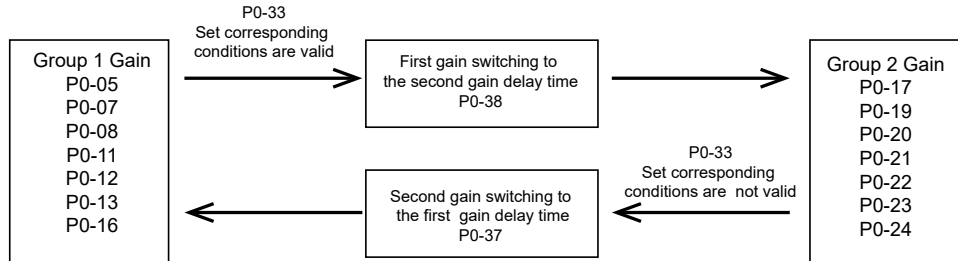 Group 1 Gain
P0-05
P0-07
P0-08
P0-11
P0-12
P0-13
P0-16
P0-33
Set corresponding
conditions are valid
First gain switching to
the second gain delay time
P0-38
Second gain switching to
the first gain delay time
P0-37
P0-33
Set corresponding
conditions are not valid
Group 2 Gain
P0-17
P0-19
P0-20
P0-21
P0-22
P0-23
P0-24